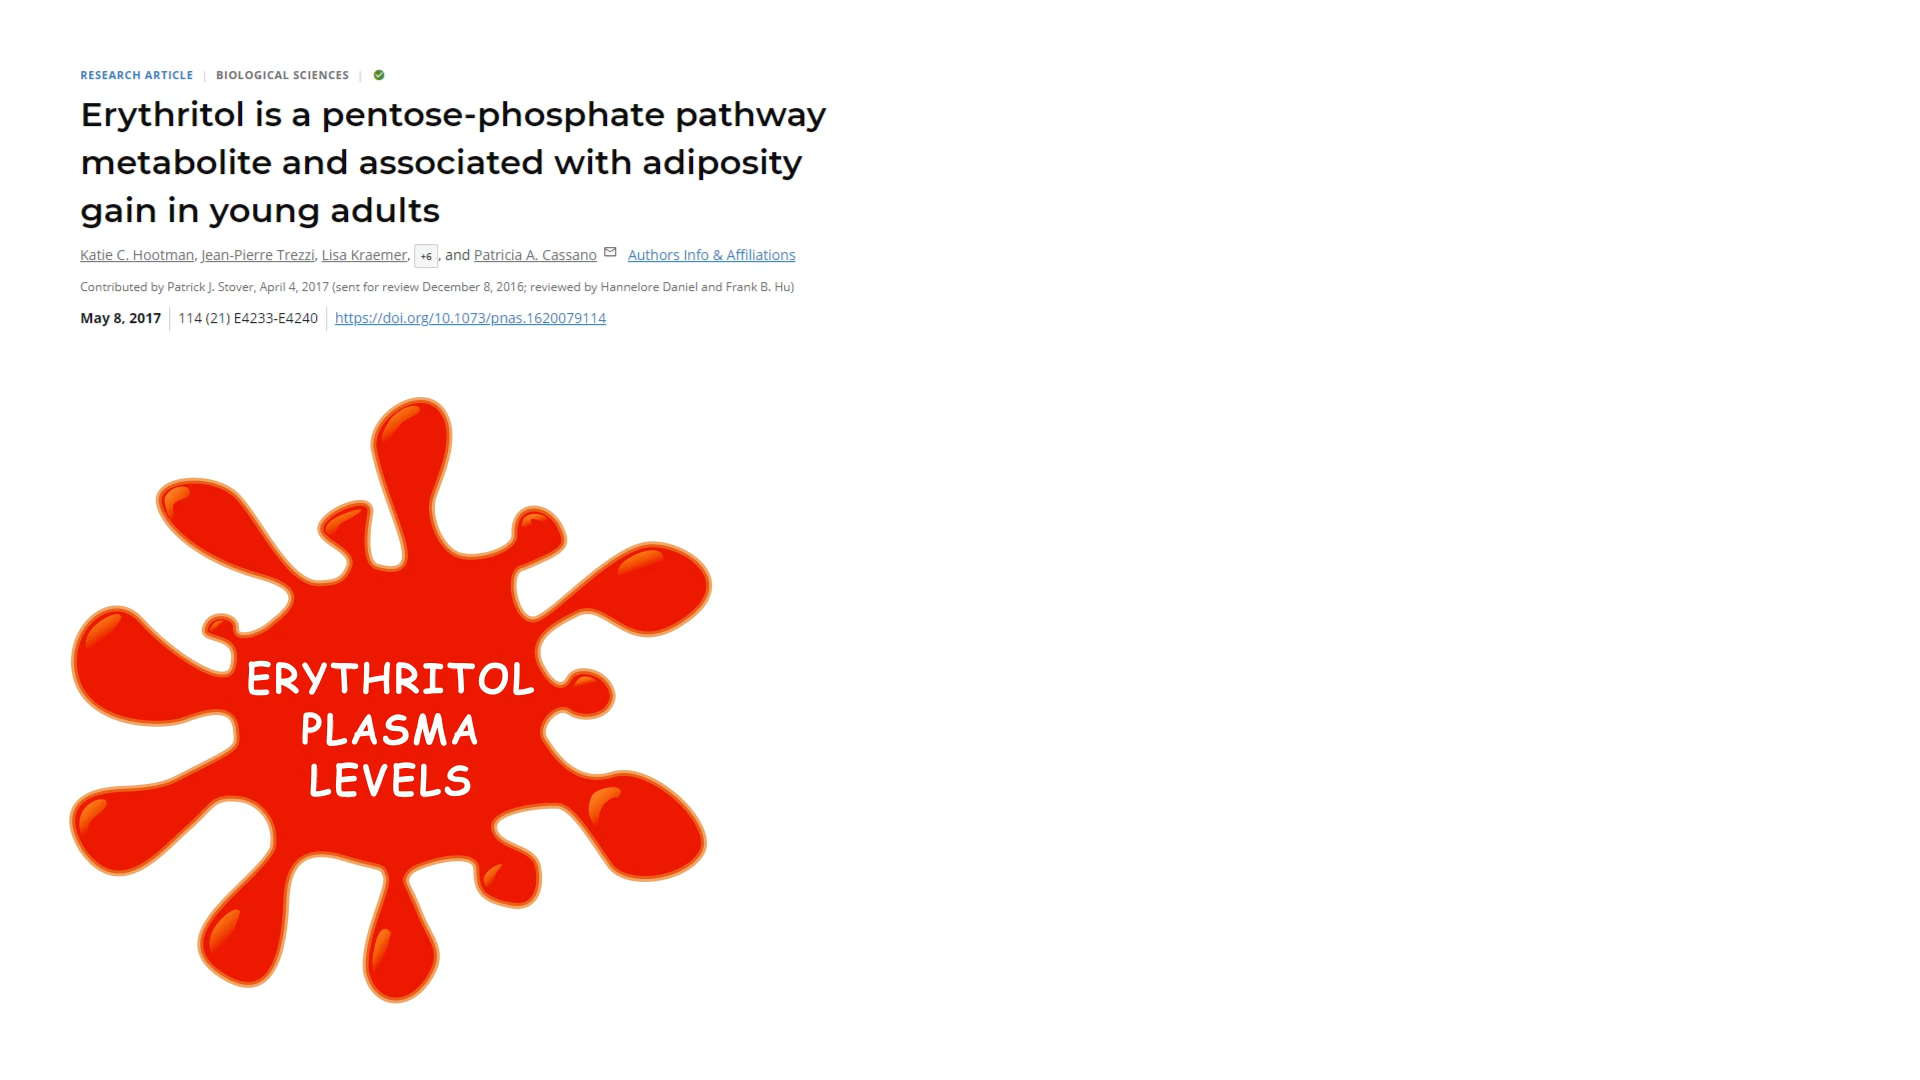 RESEARCH ARTICLE | BIOLOGICAL SCIENCES |
Erythritol is a pentose-phosphate pathway
metabolite and associated with adiposity
gain in young adults
Katie C. Hootman, Jean-Pierre Trezzi, Lisa Kraemer, +6, and Patricia A. Cassano Authors Info & Affiliations
Contributed by Patrick J. Stover, April 4, 2017 (sent for review December 8, 2016; reviewed by Hannelore Daniel and Frank B. Hu)
May 8, 2017 | 114 (21) E4233-E4240 | https://doi.org/10.1073/pnas.1620079114
ERYTHRITOL
PLASMA
LEVELS